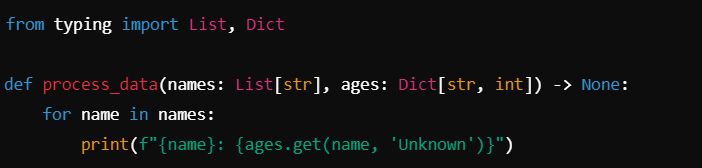 from typing import List, Dict
def process_data(names: List[str], ages: Dict[str, int]) -> None:
    for name in names:
        print(f"{name}: {ages.get(name, 'Unknown')}")